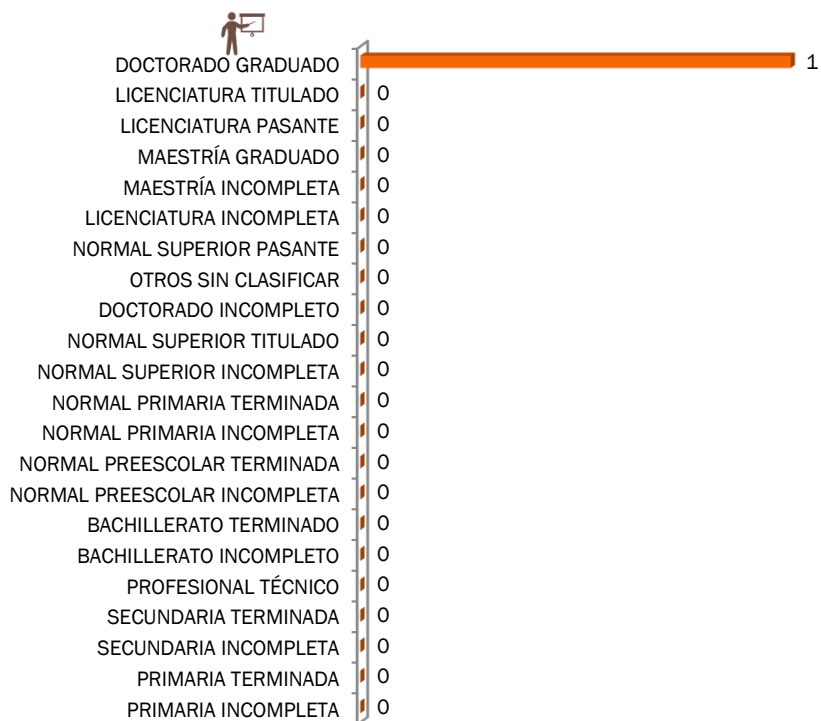 DOCTORADO GRADUADO 1
LICENCIATURA TITULADO 0
LICENCIATURA PASANTE 0
MAESTRÍA GRADUADO 0
MAESTRÍA INCOMPLETA 0
LICENCIATURA INCOMPLETA 0
NORMAL SUPERIOR PASANTE 0
OTROS SIN CLASIFICAR 0
DOCTORADO INCOMPLETO 0
NORMAL SUPERIOR TITULADO 0
NORMAL SUPERIOR INCOMPLETA 0
NORMAL PRIMARIA TERMINADA 0
NORMAL PRIMARIA INCOMPLETA 0
NORMAL PREESCOLAR TERMINADA 0
NORMAL PREESCOLAR INCOMPLETA 0
BACHILLERATO TERMINADO 0
BACHILLERATO INCOMPLETO 0
PROFESIONAL TÉCNICO 0
SECUNDARIA TERMINADA 0
SECUNDARIA INCOMPLETA 0
PRIMARIA TERMINADA 0
PRIMARIA INCOMPLETA 0